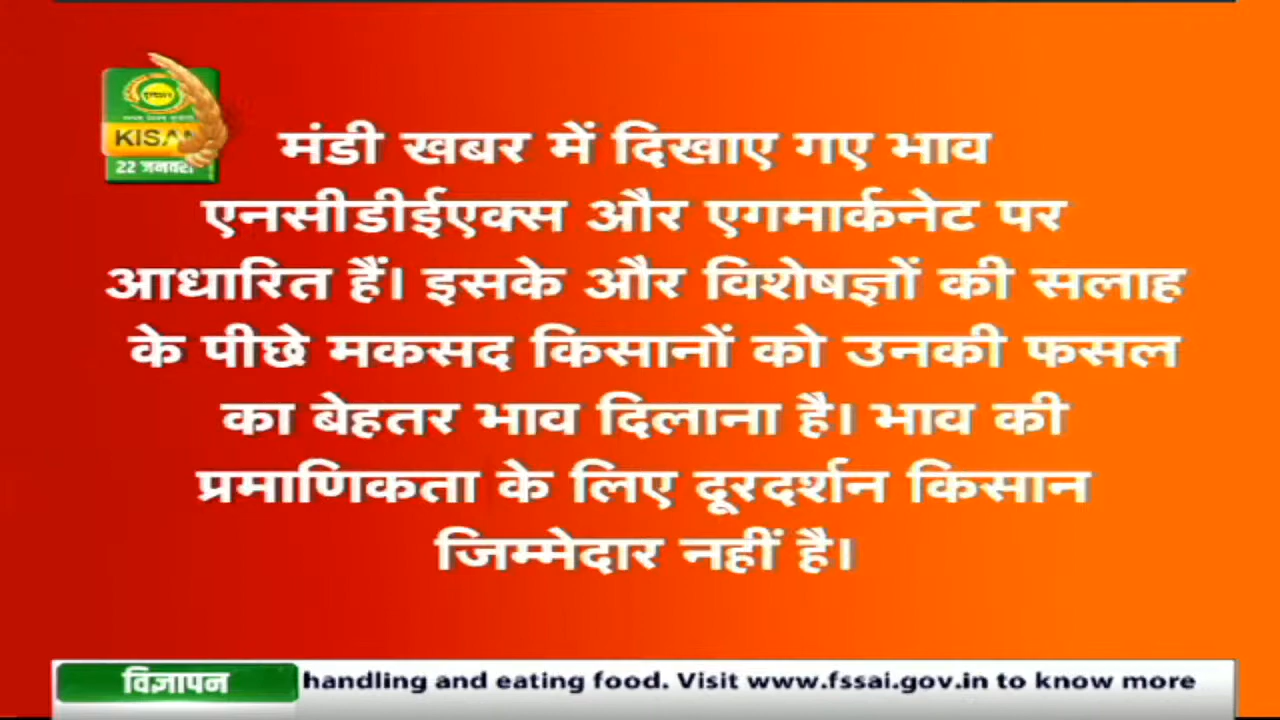 KISAN
22 जनवरी
मंडी खबर में दिखाए गए भाव
एनसीडीईएक्स और एगमार्कनेट पर
आधारित हैं। इसके और विशेषज्ञों की सलाह
के पीछे मकसद किसानों को उनकी फसल
का बेहतर भाव दिलाना है। भाव की
प्रमाणिकता के लिए दूरदर्शन किसान
जिम्मेदार नहीं है।
विज्ञापन handling and eating food. Visit www.fssai.gov.in to know more